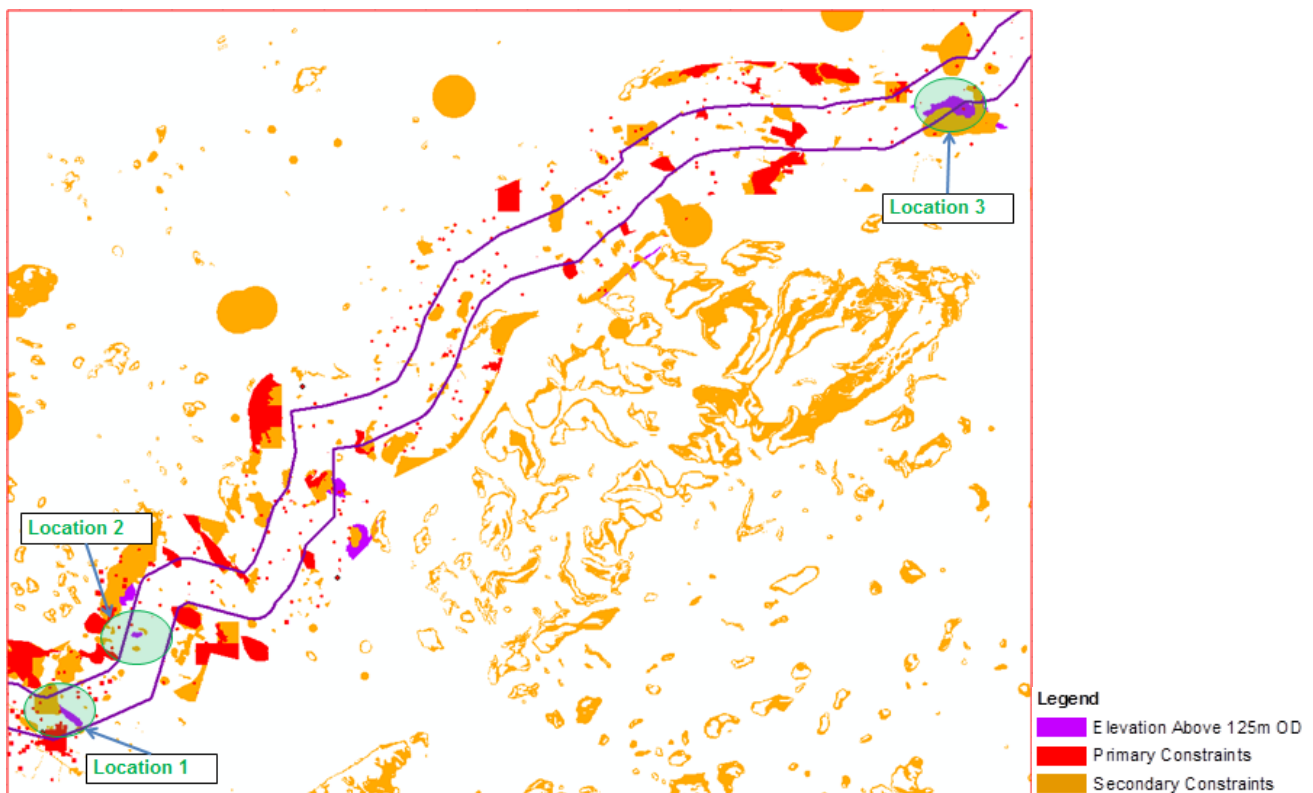 Location 3
Location 2
Location 1
Legend
Elevation Above 125m OD
Primary Constraints
Secondary Constraints